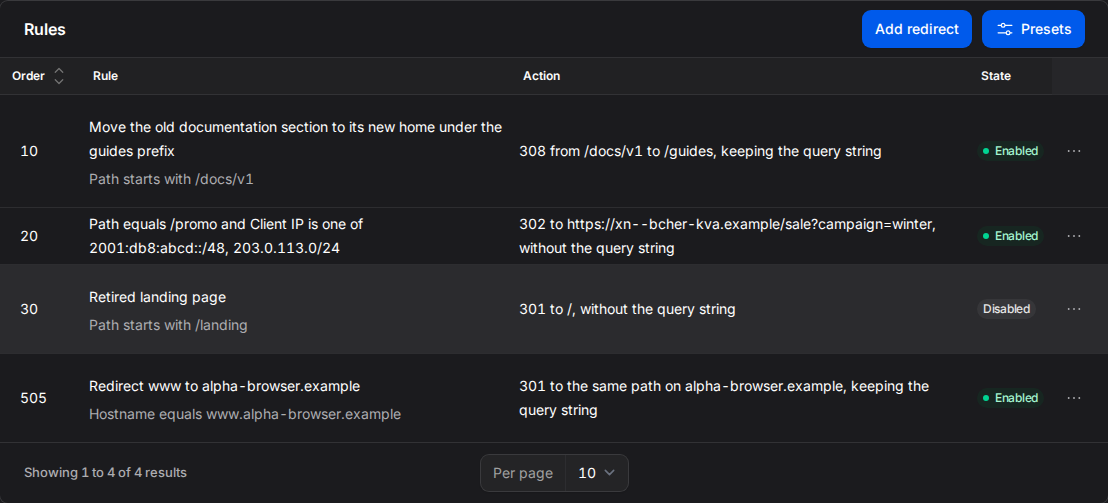 Rules
Add redirect
Presets
Order
Rule
Action
State
10
Move the old documentation section to its new home under the
guides prefix
Path starts with /docs/v1
308 from /docs/v1 to /guides, keeping the query string
Enabled
20
Path equals /promo and Client IP is one of
2001:db8:abcd::/48, 203.0.113.0/24
302 to https://xn--bcher-kva.example/sale?campaign=winter,
without the query string
Enabled
30
Retired landing page
Path starts with /landing
301 to /, without the query string
Disabled
505
Redirect www to alpha-browser.example
Hostname equals www.alpha-browser.example
301 to the same path on alpha-browser.example, keeping the
query string
Enabled
Showing 1 to 4 of 4 results
Per page
10